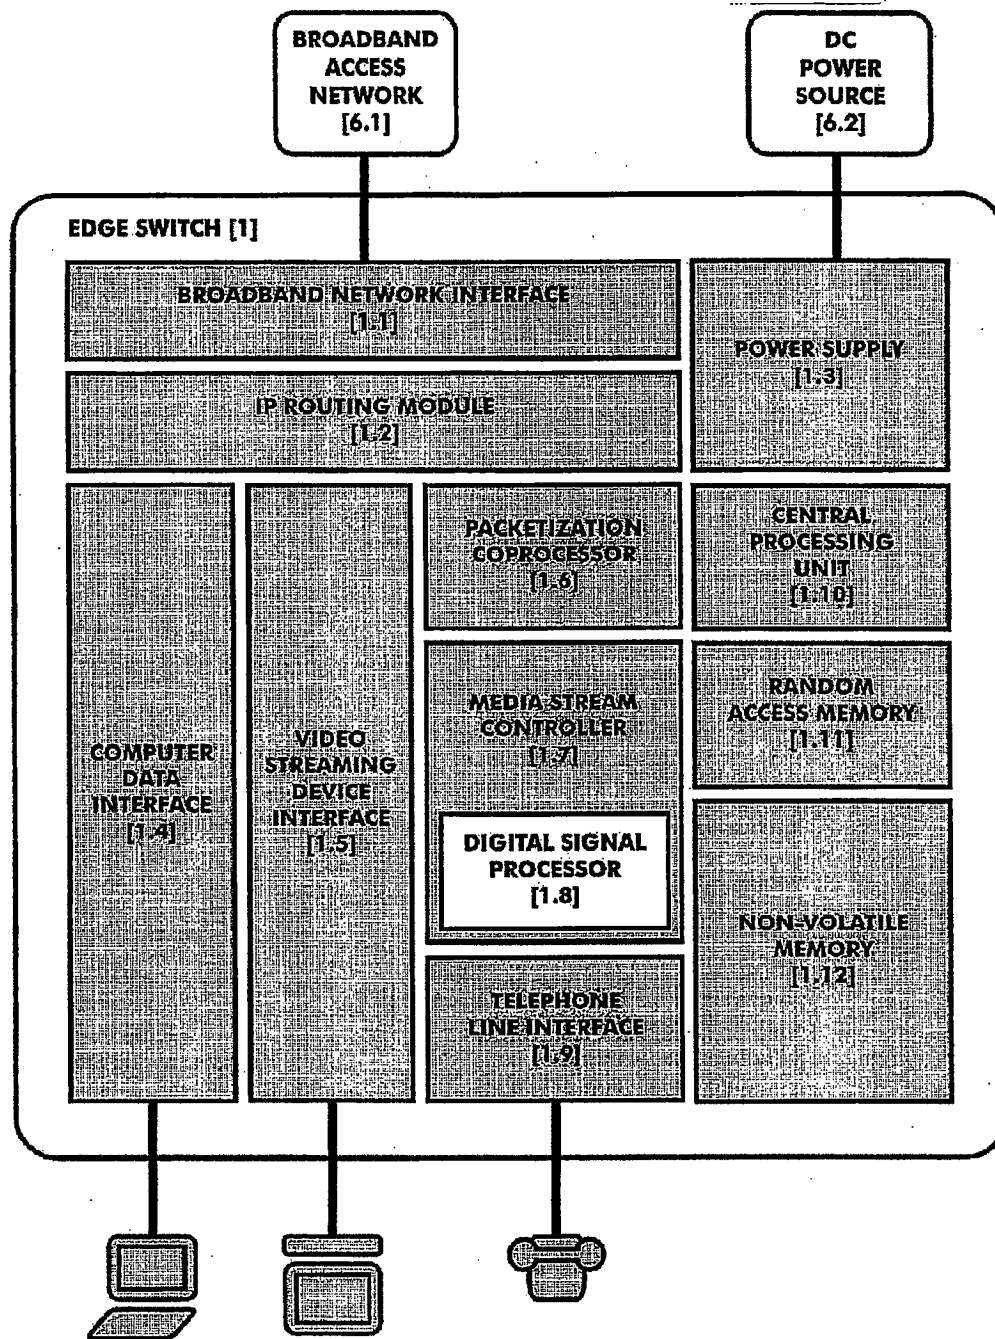 BROADBAND
ACCESS
NETWORK
[6.1]
DC
POWER
SOURCE
[6.2]
EDGE SWITCH [1]
BROADBAND NETWORK INTERFACE
[1.1]
POWER SUPPLY
[1.3]
IP ROUTING MODULE
[1.2]
COMPUTER
DATA
INTERFACE
[1.4]
VIDEO
STREAMING
DEVICE
INTERFACE
[1.5]
PACKETIZATION
COPROCESSOR
[1.6]
MEDIA STREAM
CONTROLLER
[1.7]
DIGITAL SIGNAL
PROCESSOR
[1.8]
TELEPHONE
LINE INTERFACE
[1.9]
CENTRAL
PROCESSING
UNIT
[1.10]
RANDOM
ACCESS MEMORY
[1.11]
NON-VOLATILE
MEMORY
[1.12]